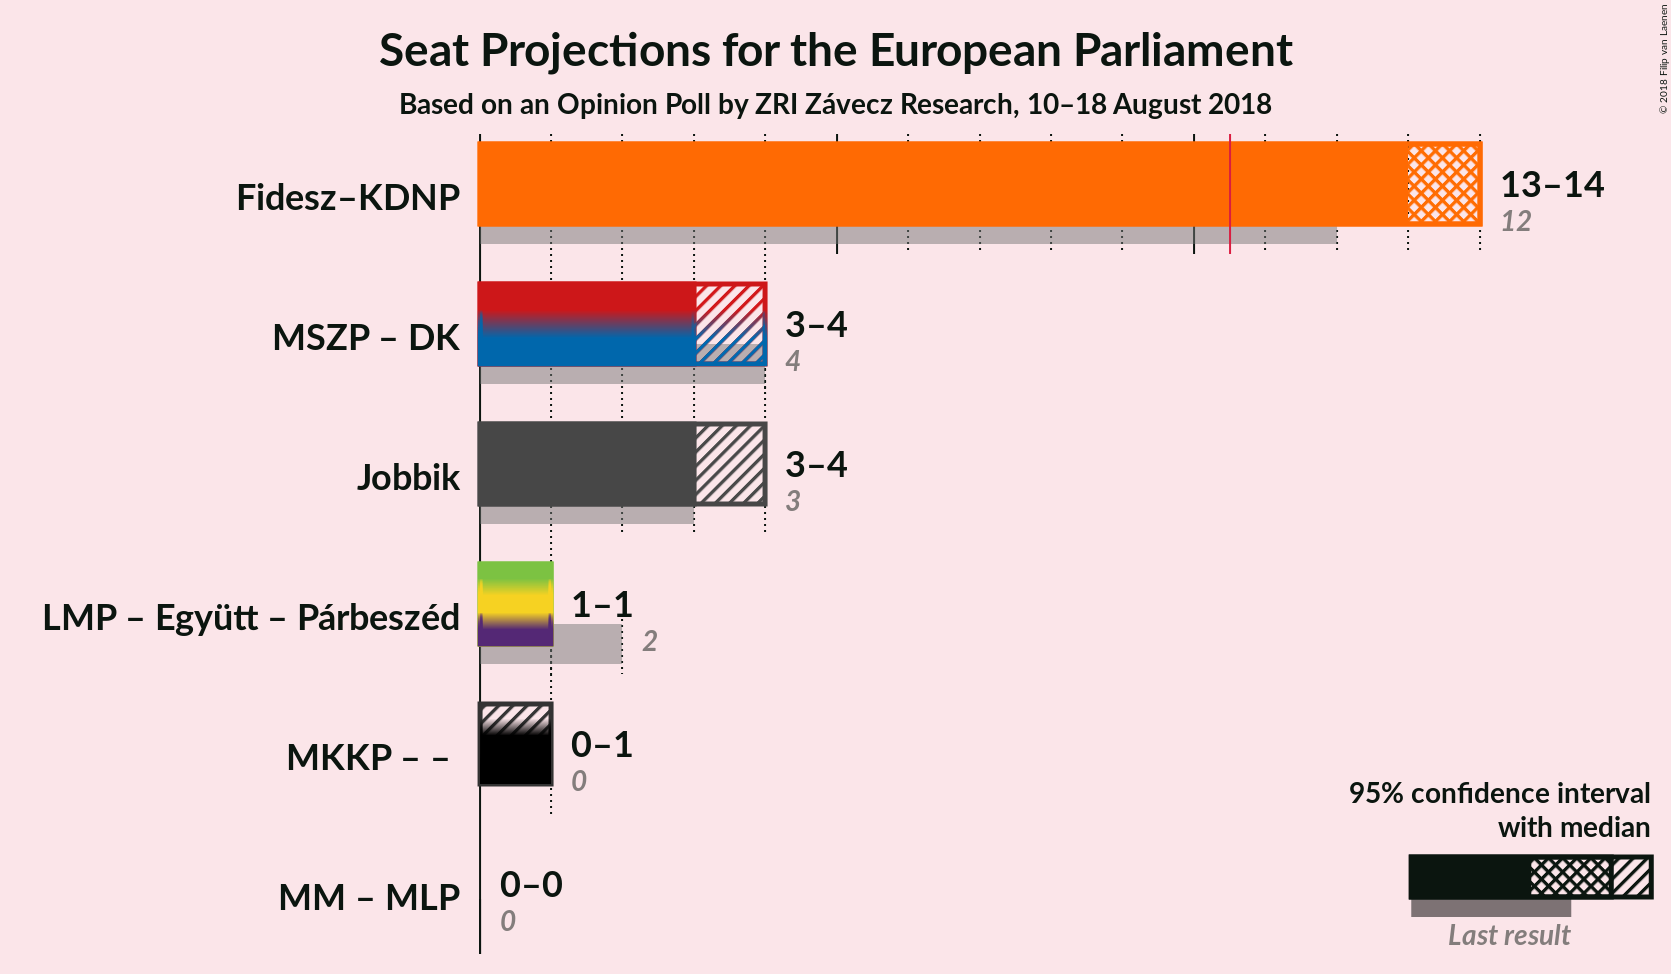 Seat Projections for the European Parliament
Based on an Opinion Poll by ZRI Závecz Research, 10–18 August 2018
© 2018 Filip van Laenen
Fidesz–KDNP
13–14
12
MSZP – DK
3–4
4
Jobbik
3–4
3
LMP – Együtt – Párbeszéd
1–1
2
MKKP – –
0–1
0
MM – MLP
0–0
0
95% confidence interval
with median
Last result